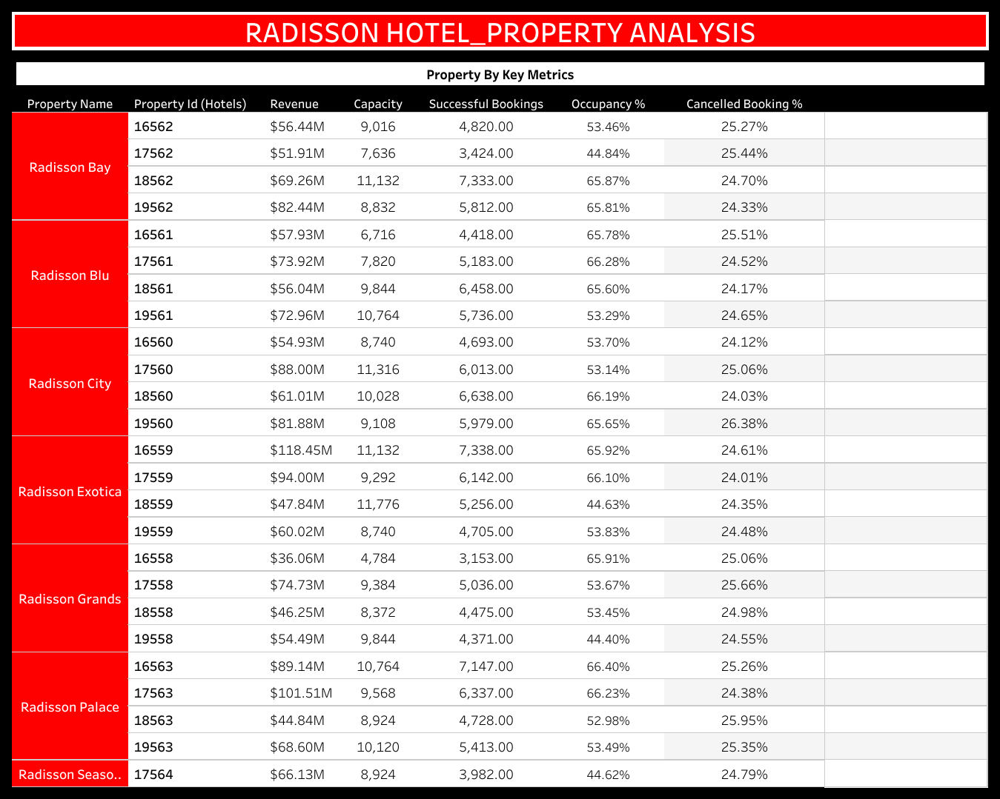 RADISSON HOTEL_PROPERTY ANALYSIS
Property By Key Metrics
Property Name Property Id (Hotels) Revenue Capacity Successful Bookings Occupancy % Cancelled Booking %
Radisson Bay
16562 $56.44M 9,016 4,820.00 53.46% 25.27%
17562 $51.91M 7,636 3,424.00 44.84% 25.44%
18562 $69.26M 11,132 7,333.00 65.87% 24.70%
19562 $82.44M 8,832 5,812.00 65.81% 24.33%
Radisson Blu
16561 $57.93M 6,716 4,418.00 65.78% 25.51%
17561 $73.92M 7,820 5,183.00 66.28% 24.52%
18561 $56.04M 9,844 6,458.00 65.60% 24.17%
19561 $72.96M 10,764 5,736.00 53.29% 24.65%
Radisson City
16560 $54.93M 8,740 4,693.00 53.70% 24.12%
17560 $88.00M 11,316 6,013.00 53.14% 25.06%
18560 $61.01M 10,028 6,638.00 66.19% 24.03%
19560 $81.88M 9,108 5,979.00 65.65% 26.38%
Radisson Exotica
16559 $118.45M 11,132 7,338.00 65.92% 24.61%
17559 $94.00M 9,292 6,142.00 66.10% 24.01%
18559 $47.84M 11,776 5,256.00 44.63% 24.35%
19559 $60.02M 8,740 4,705.00 53.83% 24.48%
Radisson Grands
16558 $36.06M 4,784 3,153.00 65.91% 25.06%
17558 $74.73M 9,384 5,036.00 53.67% 25.66%
18558 $46.25M 8,372 4,475.00 53.45% 24.98%
19558 $54.49M 9,844 4,371.00 44.40% 24.55%
Radisson Palace
16563 $89.14M 10,764 7,147.00 66.40% 25.26%
17563 $101.51M 9,568 6,337.00 66.23% 24.38%
18563 $44.84M 8,924 4,728.00 52.98% 25.95%
19563 $68.60M 10,120 5,413.00 53.49% 25.35%
Radisson Seaso.. 17564 $66.13M 8,924 3,982.00 44.62% 24.79%